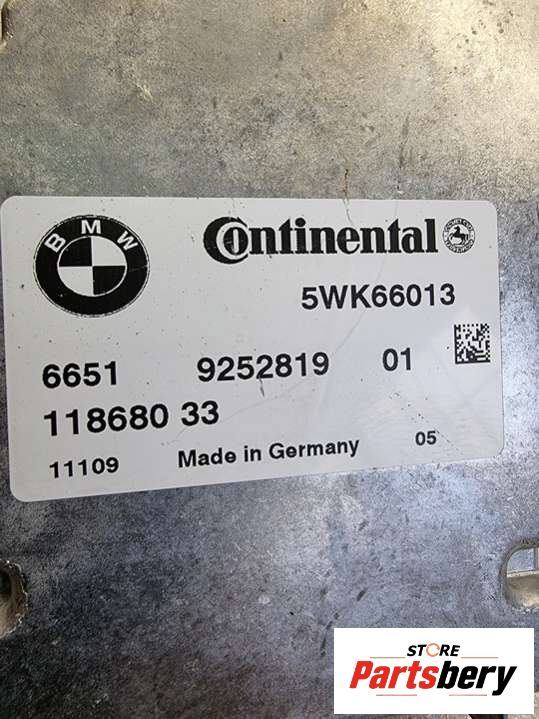 BMW
Continental
5WK66013
6651 9252819 01
118680 33
11109 Made in Germany 05
STORE
Partsbery